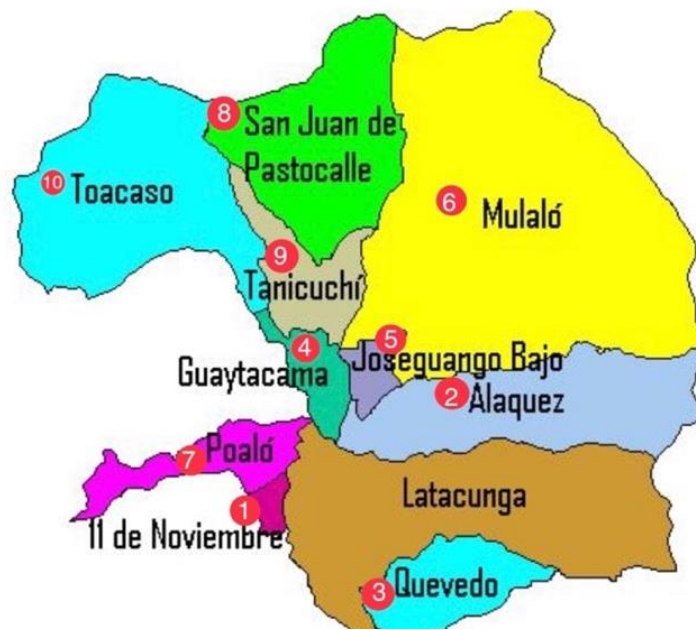 8 San Juan de
Pastocalle
10 Toacaso
6 Mulaló
9
Tanicuchí
4
Guaytacama
5
Joseguango Bajo
2 Alaquez
7 Poaló
Latacunga
1
11 de Noviembre
3 Quevedo